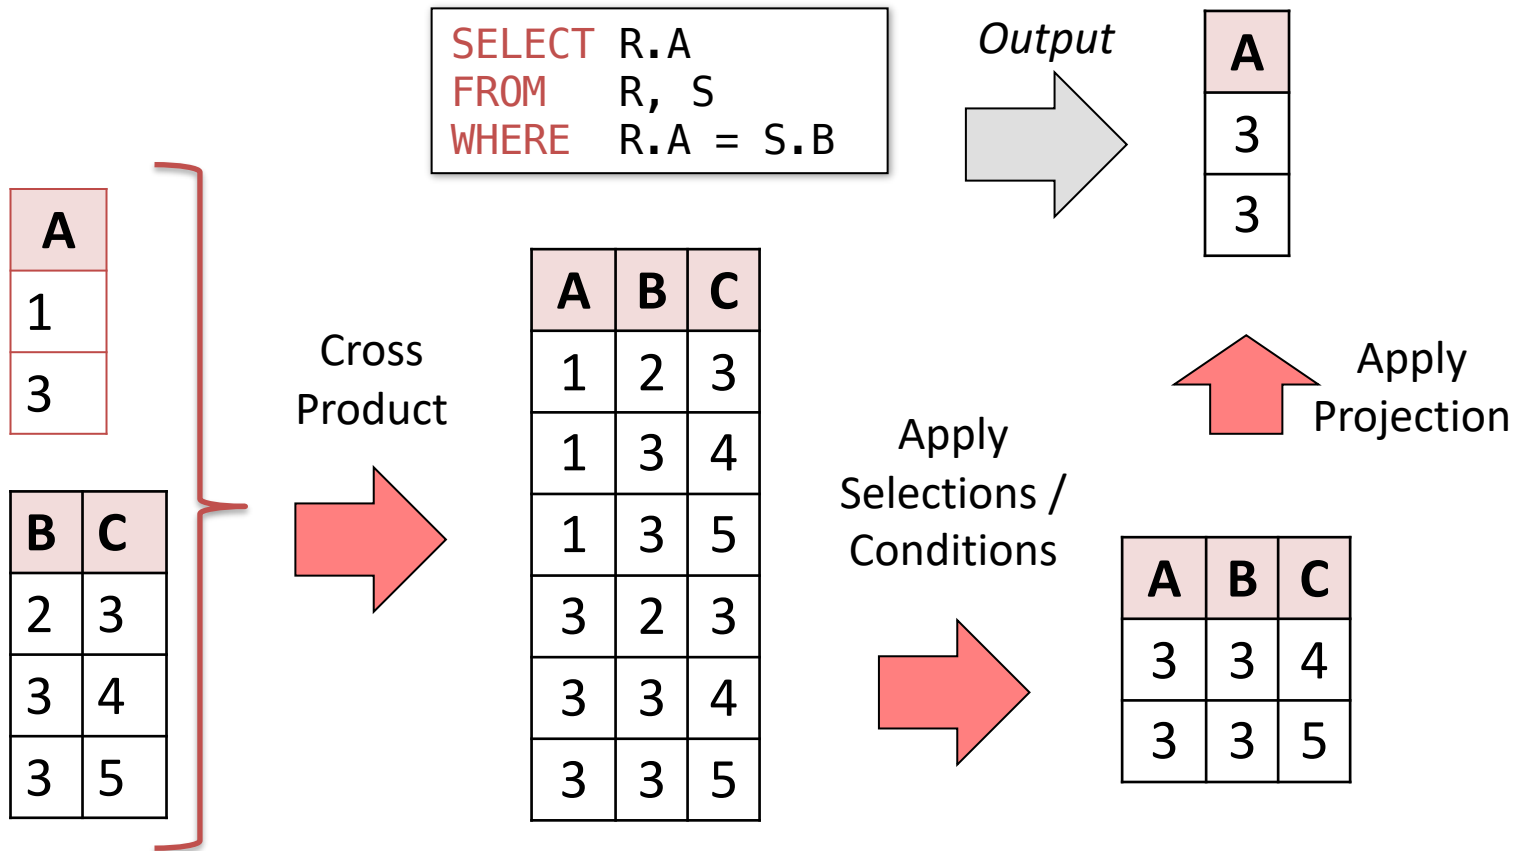 SELECT R.A
FROM R, S
WHERE R.A = S.B
Output
A
3
3
A
1
3
B C
2 3
3 4
3 5
Cross
Product
A B C
1 2 3
1 3 4
1 3 5
3 2 3
3 3 4
3 3 5
Apply
Selections /
Conditions
A B C
3 3 4
3 3 5
Apply
Projection